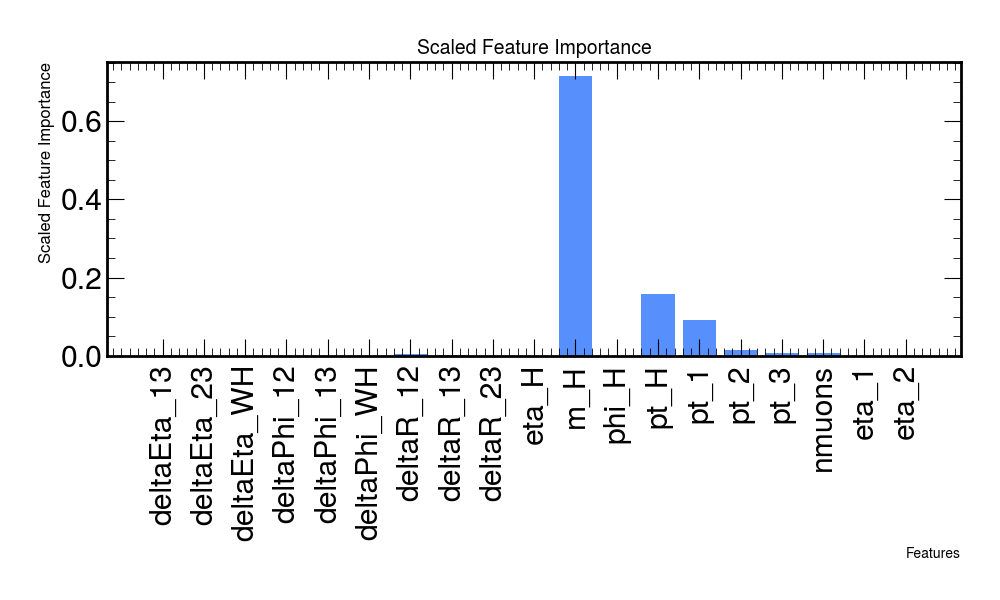 Scaled Feature Importance
Scaled Feature Importance
0.6
0.4
0.2
0.0
deltaEta_13
deltaEta_23
deltaEta_WH
deltaPhi_12
deltaPhi_13
deltaPhi_WH
deltaR_12
deltaR_13
deltaR_23
eta_H
m_H
phi_H
pt_H
pt_1
pt_2
pt_3
nmuons
eta_1
eta_2
Features